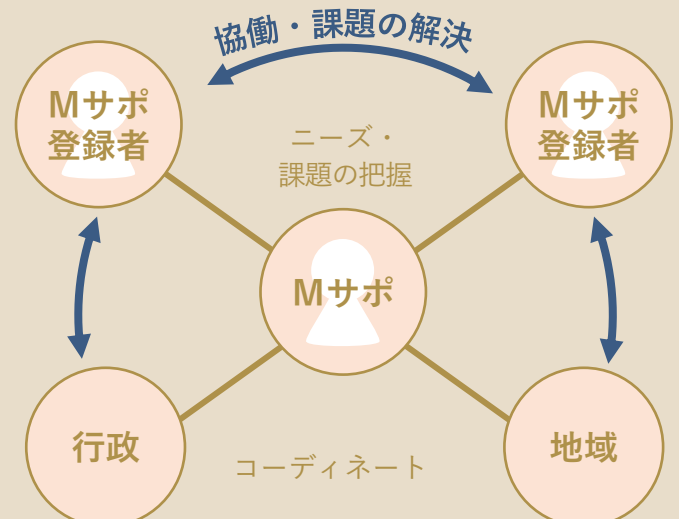 協働・課題の解決
Mサポ
登録者
Mサポ
登録者
ニーズ・
課題の把握
Mサポ
行政
地域
コーディネート